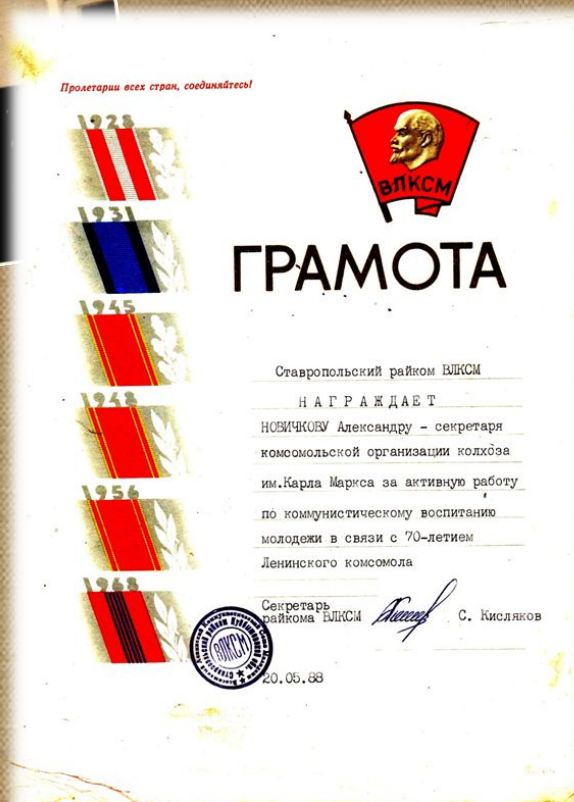 Пролетарии всех стран, соединяйтесь!
1928
1931
1945
1948
1956
1968
ВЛКСМ
ГРАМОТА
Ставропольский райком ВЛКСМ
НАГРАЖДАЕТ
НОВИЧКОВУ Александру – секретаря
комсомольской организации колхоза
им.Карла Маркса за активную работу
по коммунистическому воспитанию
молодежи в связи с 70-летием
Ленинского комсомола
Секретарь
райкома ВЛКСМ С. Кисляков
ВЛКСМ
20.05.88